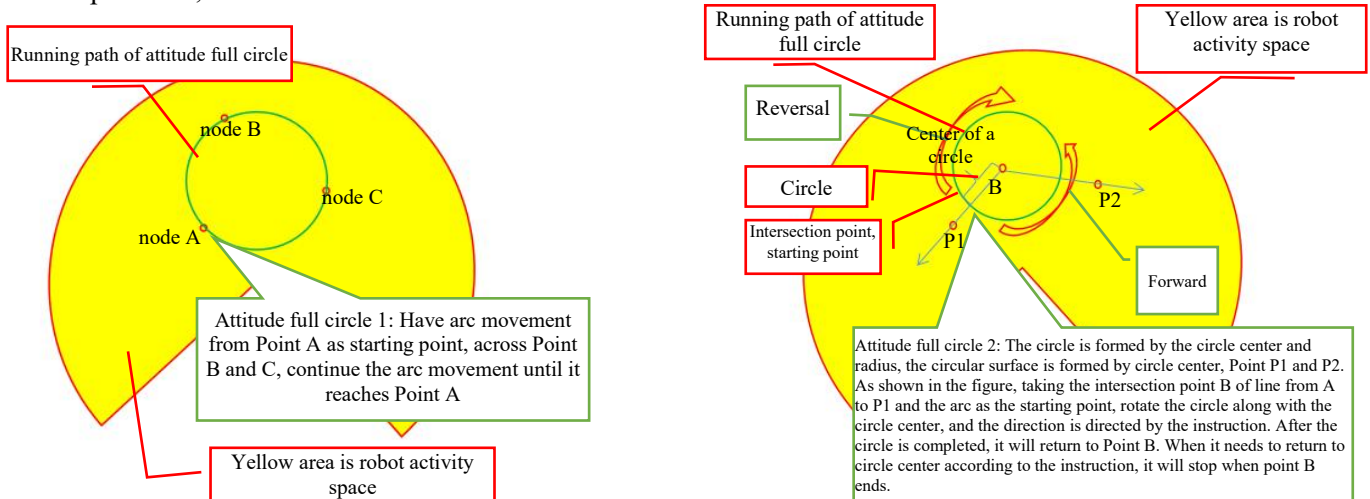 Running path of attitude full circle
node B
node C
node A
Attitude full circle 1: Have arc movement
from Point A as starting point, across Point
B and C, continue the arc movement until it
reaches Point A
Yellow area is robot activity
space
Running path of attitude
full circle
Yellow area is robot
activity space
Reversal
Center of a
circle
Circle
B
P2
Intersection point,
starting point
P1
Forward
Attitude full circle 2: The circle is formed by the circle center and
radius, the circular surface is formed by circle center, Point P1 and P2.
As shown in the figure, taking the intersection point B of line from A
to P1 and the arc as the starting point, rotate the circle along with the
circle center, and the direction is directed by the instruction. After the
circle is completed, it will return to Point B. When it needs to return to
circle center according to the instruction, it will stop when point B
ends.